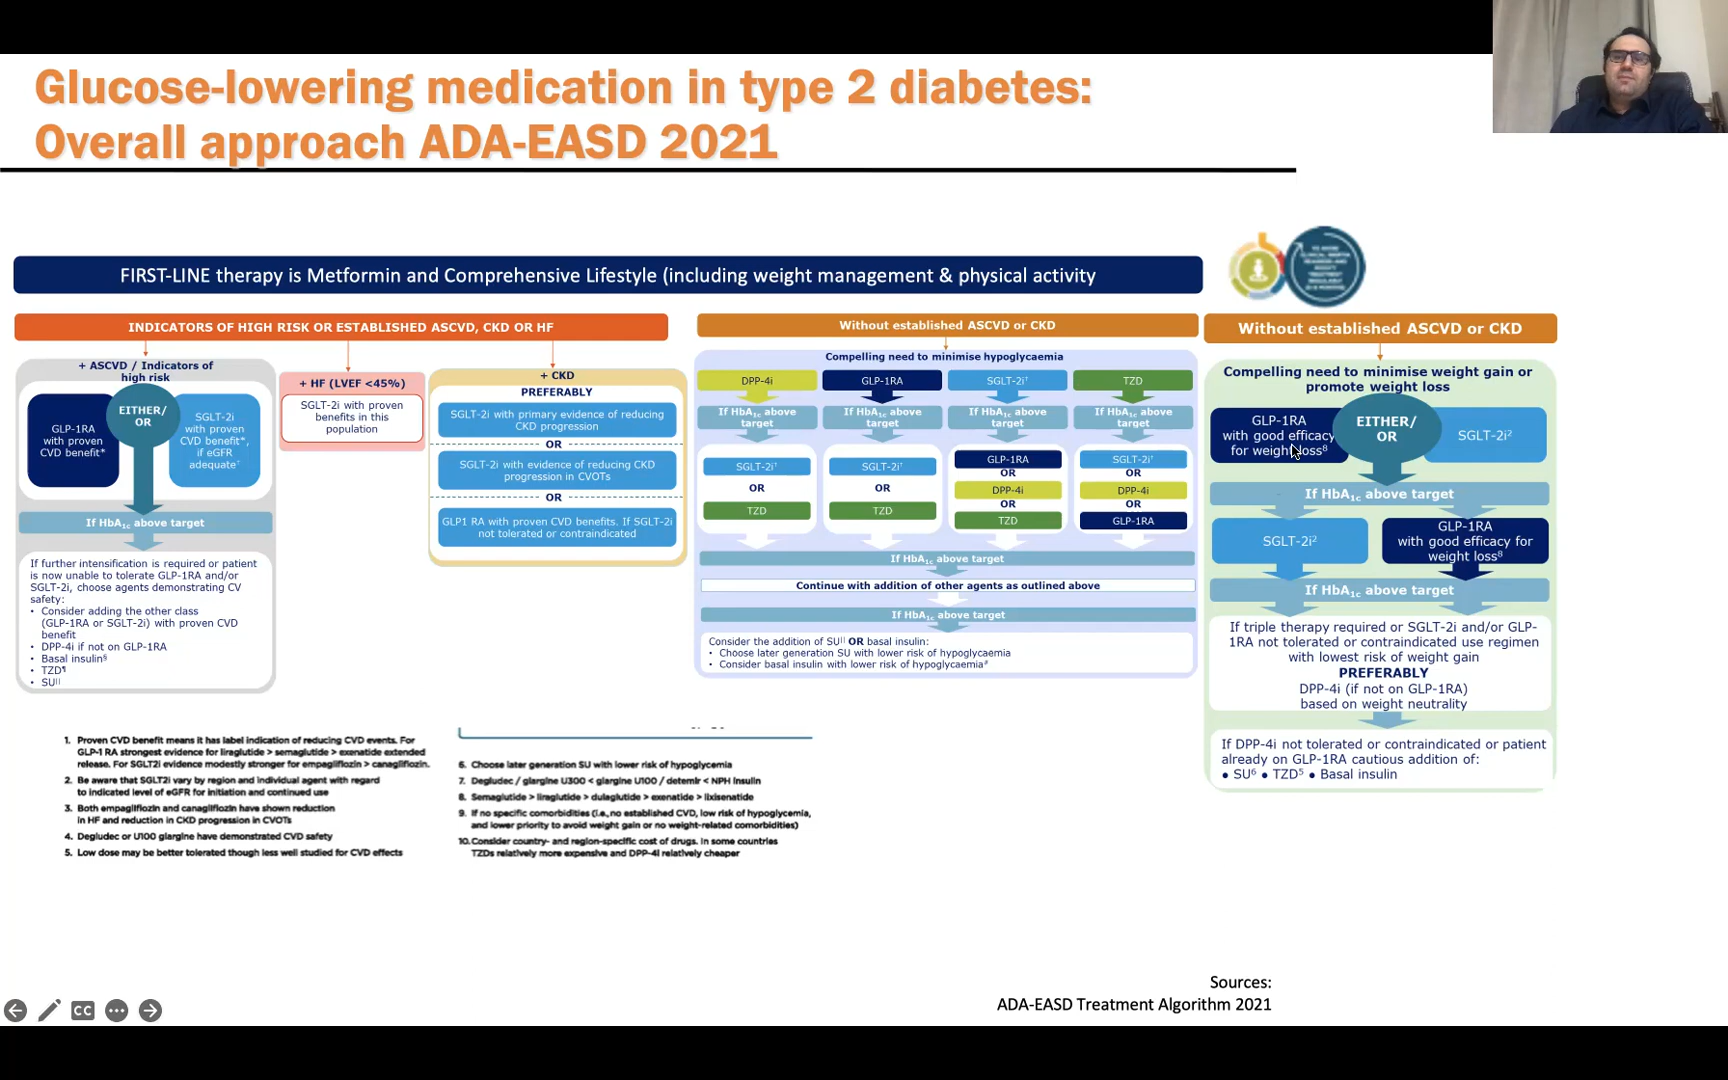 Glucose-lowering medication in type 2 diabetes:
Overall approach ADA-EASD 2021
FIRST-LINE therapy is Metformin and Comprehensive Lifestyle (including weight management & physical activity
INDICATORS OF HIGH RISK OR ESTABLISHED ASCVD, CKD OR HF
+ ASCVD / Indicators of
high risk
GLP-1RA
with proven
CVD benefit*
EITHER/
OR
SGLT-2i
with proven
CVD benefit*,
if eGFR
adequate†
If HbA1c above target
If further intensification is required or patient
is now unable to tolerate GLP-1RA and/or
SGLT-2i, choose agents demonstrating CV
safety:
• Consider adding the other class
(GLP-1RA or SGLT-2i) with proven CVD
benefit
• DPP-4i if not on GLP-1RA
• Basal insulin§
• TZD¶
• SU||
+ HF (LVEF <45%)
SGLT-2i with proven
benefits in this
population
+ CKD
PREFERABLY
SGLT-2i with primary evidence of reducing
CKD progression
OR
SGLT-2i with evidence of reducing CKD
progression in CVOTs
OR
GLP1 RA with proven CVD benefits. If SGLT-2i
not tolerated or contraindicated
Without established ASCVD or CKD
Compelling need to minimise hypoglycaemia
DPP-4i
GLP-1RA
SGLT-2i†
TZD
If HbA1c above
target
If HbA1c above
target
If HbA1c above
target
If HbA1c above
target
SGLT-2i†
OR
TZD
SGLT-2i†
OR
TZD
GLP-1RA
OR
DPP-4i
OR
TZD
SGLT-2i†
OR
DPP-4i
OR
GLP-1RA
If HbA1c above target
Continue with addition of other agents as outlined above
If HbA1c above target
Consider the addition of SU|| OR basal insulin:
• Choose later generation SU with lower risk of hypoglycaemia
• Consider basal insulin with lower risk of hypoglycaemia#
Without established ASCVD or CKD
Compelling need to minimise weight gain or
promote weight loss
GLP-1RA
with good efficacy
for weight loss⁸
EITHER/
OR
SGLT-2i²
If HbA1c above target
SGLT-2i²
GLP-1RA
with good efficacy for
weight loss⁸
If HbA1c above target
If triple therapy required or SGLT-2i and/or GLP-
1RA not tolerated or contraindicated use regimen
with lowest risk of weight gain
PREFERABLY
DPP-4i (if not on GLP-1RA)
based on weight neutrality
If DPP-4i not tolerated or contraindicated or patient
already on GLP-1RA cautious addition of:
● SU⁶ ● TZD⁵ ● Basal insulin
1. Proven CVD benefit means it has label indication of reducing CVD events. For
GLP-1 RA strongest evidence for liraglutide > semaglutide > exenatide extended
release. For SGLT2i evidence modestly stronger for empagliflozin > canagliflozin.
2. Be aware that SGLT2i vary by region and individual agent with regard
to indicated level of eGFR for initiation and continued use
3. Both empagliflozin and canagliflozin have shown reduction
in HF and reduction in CKD progression in CVOTs
4. Degludec or U100 glargine have demonstrated CVD safety
5. Low dose may be better tolerated though less well studied for CVD effects
6. Choose later generation SU with lower risk of hypoglycemia
7. Degludec / glargine U300 < glargine U100 / detemir < NPH insulin
8. Semaglutide > liraglutide > dulaglutide > exenatide > lixisenatide
9. If no specific comorbidities (i.e., no established CVD, low risk of hypoglycemia,
and lower priority to avoid weight gain or no weight-related comorbidities)
10. Consider country- and region-specific cost of drugs. In some countries
TZDs relatively more expensive and DPP-4i relatively cheaper
Sources:
ADA-EASD Treatment Algorithm 2021
CC